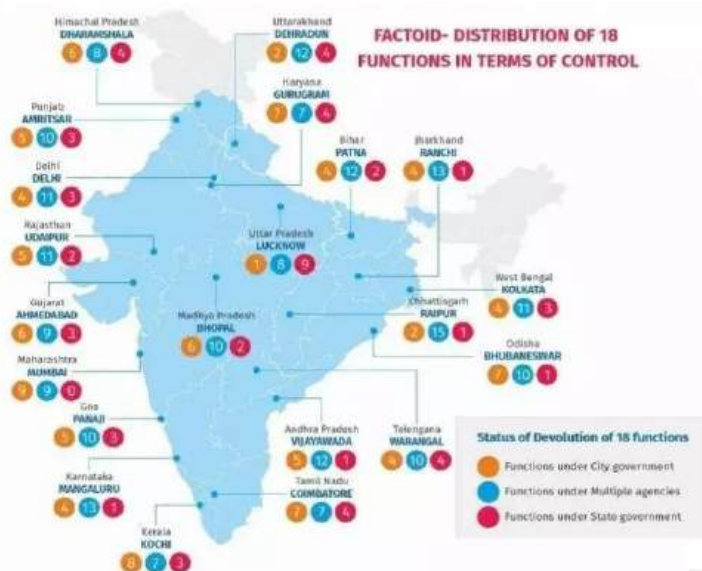 FACTOID- DISTRIBUTION OF 18
FUNCTIONS IN TERMS OF CONTROL
Himachal Pradesh
DHARAMSHALA
6 8 4
Uttarakhand
DEHRADUN
2 12 4
Haryana
GURUGRAM
7 7 4
Punjab
AMRITSAR
5 10 3
Bihar
PATNA
4 12 2
Jharkhand
RANCHI
4 13 1
Delhi
DELHI
4 11 3
Rajasthan
UDAIPUR
5 11 2
Uttar Pradesh
LUCKNOW
1 8 9
West Bengal
KOLKATA
4 11 3
Gujarat
AHMEDABAD
6 9 3
Madhya Pradesh
BHOPAL
6 10 2
Chhattisgarh
RAIPUR
2 15 1
Odisha
BHUBANESWAR
7 10 1
Maharashtra
MUMBAI
9 9 0
Goa
PANAJI
5 10 3
Andhra Pradesh
VIJAYAWADA
5 12 1
Telengana
WARANGAL
4 10 4
Karnataka
MANGALURU
4 13 1
Tamil Nadu
COIMBATORE
7 7 4
Kerala
KOCHI
8 7 3
Status of Devolution of 18 functions
Functions under City government
Functions under Multiple agencies
Functions under State government